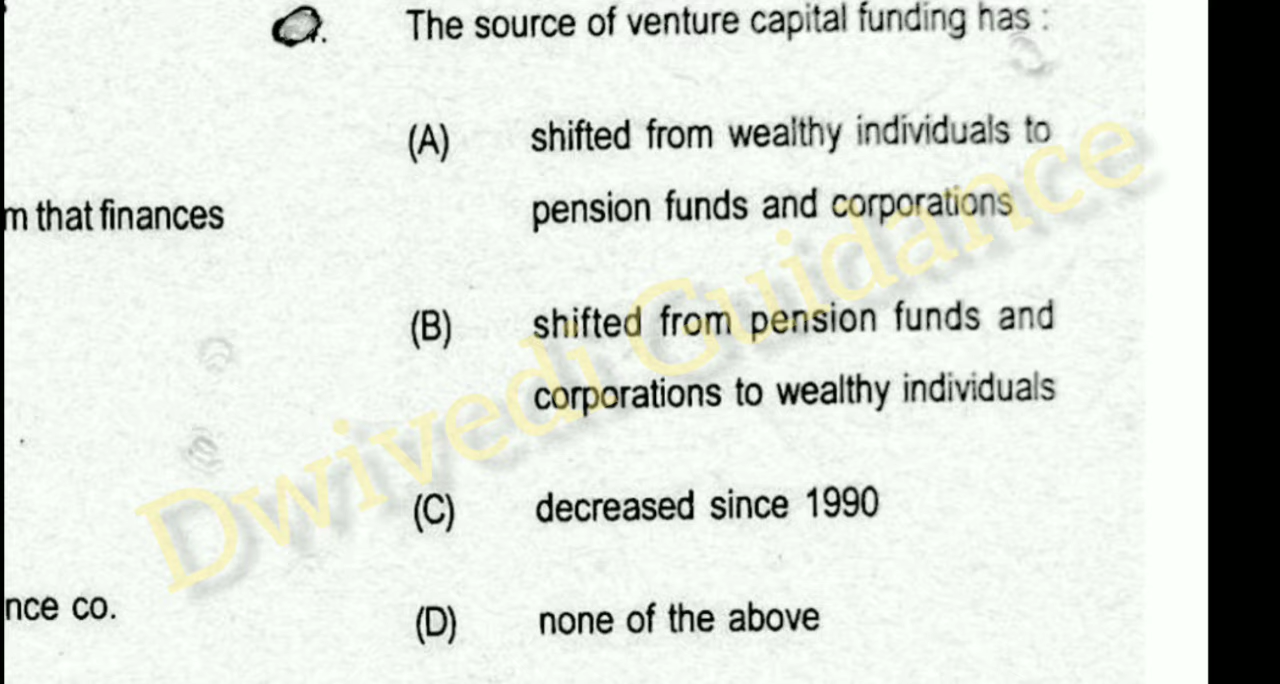 The source of venture capital funding has :
(A) shifted from wealthy individuals to
pension funds and corporations
m that finances
(B) shifted from pension funds and
corporations to wealthy individuals
(C) decreased since 1990
nce co.
(D) none of the above
Dwivedi Guidance